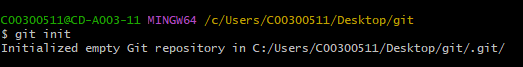 C00300511@CD-A003-11 MINGW64 /c/Users/C00300511/Desktop/git
$ git init
Initialized empty Git repository in C:/Users/C00300511/Desktop/git/.git/